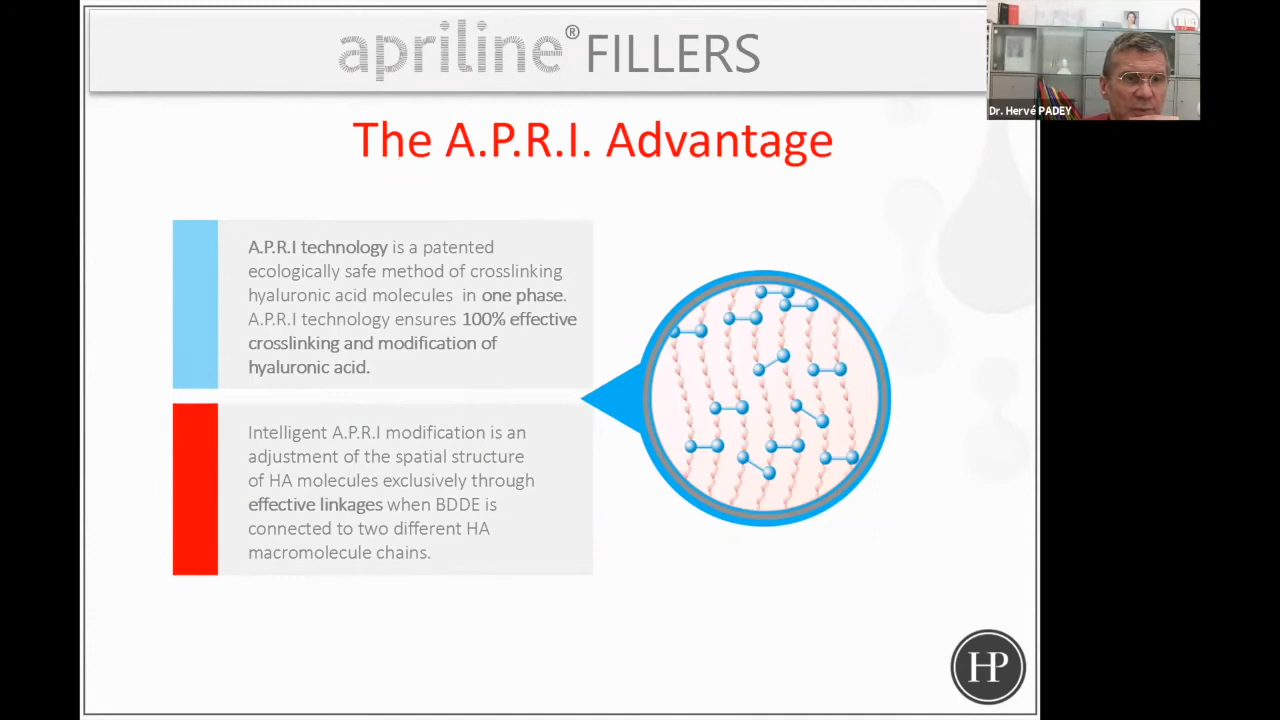 apriline® FILLERS
Dr. Hervé PADEY
The A.P.R.I. Advantage
A.P.R.I technology is a patented
ecologically safe method of crosslinking
hyaluronic acid molecules in one phase.
A.P.R.I technology ensures 100% effective
crosslinking and modification of
hyaluronic acid.
Intelligent A.P.R.I modification is an
adjustment of the spatial structure
of HA molecules exclusively through
effective linkages when BDDE is
connected to two different HA
macromolecule chains.
HP